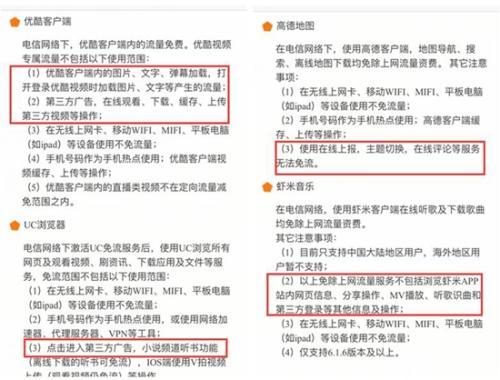 优酷客户端
电信网络下，优酷客户端内的流量免费。优酷视频
专属流量不包括以下使用范围：
（1）优酷客户端内的图片、文字、弹幕加载，打
开登录优酷视频时加载图片、文字等产生的流量；
（2）第三方广告，在线观看、下载、缓存、上传
第三方视频等操作；
（3）在无线上网卡、移动WIFI、MIFI、平板电脑
（如ipad）等设备使用不免流量；
（4）手机号码作为手机热点使用；优酷客户端视
频缓存、上传等操作；
（5）优酷客户端内的直播类视频不在定向流量减
免范围之内。
UC浏览器
电信网络下激活UC免流服务后，使用UC浏览所有
网页及观看视频、刷资讯、下载应用及文件等服
务，免流范围不包括以下使用范围：
（1）在无线上网卡、移动WIFI、MIFI、平板电脑
（如ipad）等设备使用不免流量；
（2）手机号码作为手机热点使用，或使用网络加
速器、代理服务器、VPN等工具；
（3）点击进入第三方广告，小说频道听书功能
（离线下载的听书可免流），IOS端使用V拍视频
高德地图
在电信网络下，使用高德客户端，地图导航、搜
索、离线地图下载均免除上网流量资费。 其它注意
事项：
（1）在无线上网卡、移动WIFI、MIFI、平板电脑
（如ipad）等设备使用不免流量；
（2）手机号码作为手机热点使用；高德客户端缓
存、上传等操作；
（3）使用在线上报，主题切换，在线评论等服务
无法免流。
虾米音乐
在电信网络，使用虾米客户端在线听歌及下载歌曲
均免除上网流量资费。
其它注意事项：
（1）目前只支持中国大陆地区用户，海外地区用户
暂不支持；
（2）以上免除上网流量服务不包括浏览虾米APP
站内网页信息、分享操作、MV播放、听歌识曲和
第三方登录等其他信息及操作；
（3）在无线上网卡、移动WIFI、MIFI、平板电脑
（如ipad）等设备使用不免流量；
（4）仅支持6.1.6版本及以上。